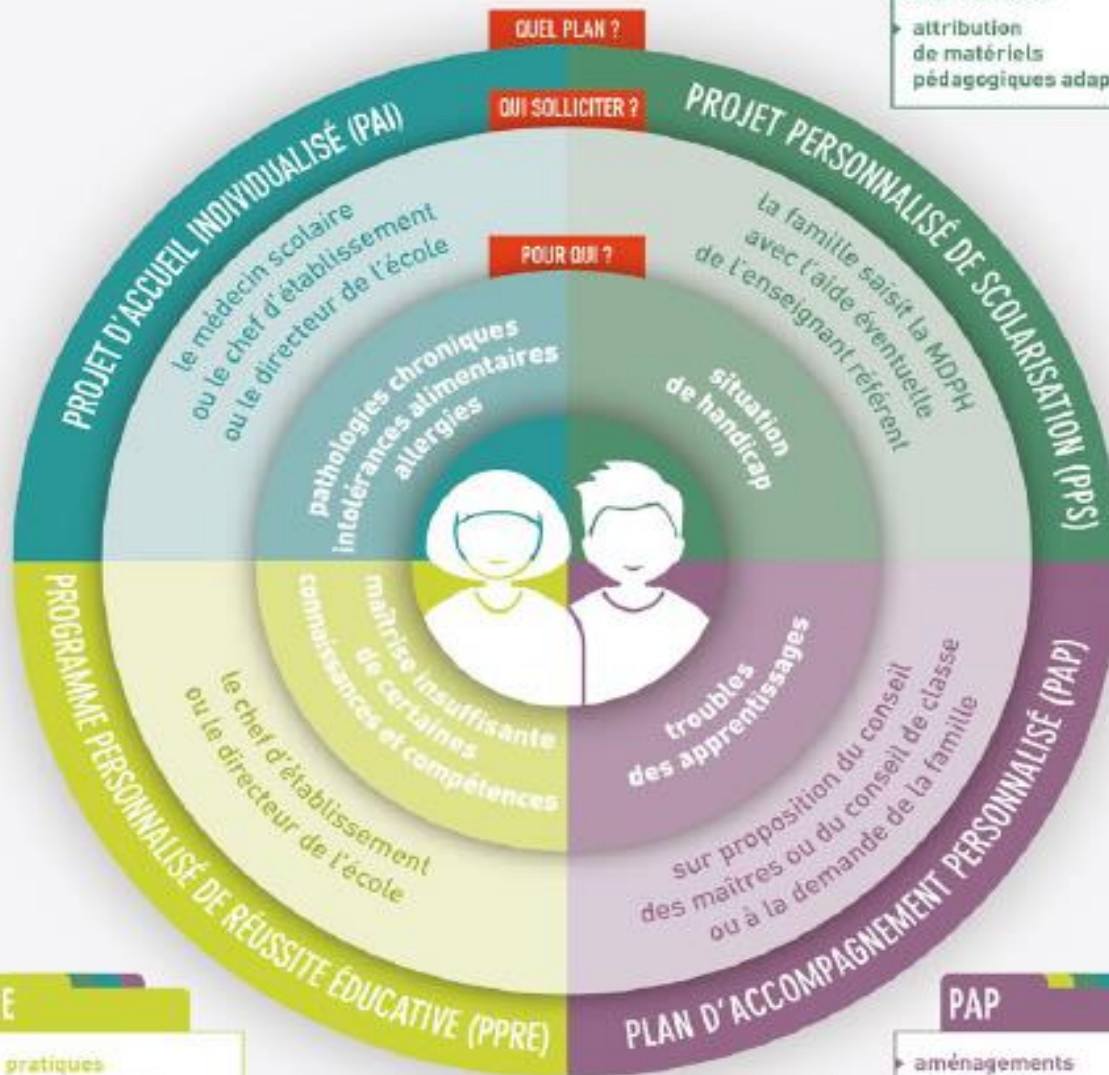 attribution
de matériels
pédagogiques
QUEL PLAN ?
QUI SOLLICITER ?
POUR QUI ?
PROJET D'ACCUEIL INDIVIDUALISÉ (PAI)
le médecin scolaire
ou le chef d'établissement
ou le directeur de l'école
pathologies chroniques
intolérances alimentaires
allergies
PROJET PERSONNALISÉ DE SCOLARISATION (PPS)
la famille saisit la MDPH
avec l'aide éventuelle
de l'enseignant référent
situation
de handicap
PROGRAMME PERSONNALISÉ DE RÉUSSITE ÉDUCATIVE (PPRE)
le chef d'établissement
ou le directeur de l'école
maîtrise insuffisante
de certaines
connaissances et compétences
PLAN D'ACCOMPAGNEMENT PERSONNALISÉ (PAP)
sur proposition du conseil
des maîtres ou du conseil de classe
ou à la demande de la famille
troubles
des apprentissages
E
pratiques
PAP
aménagements